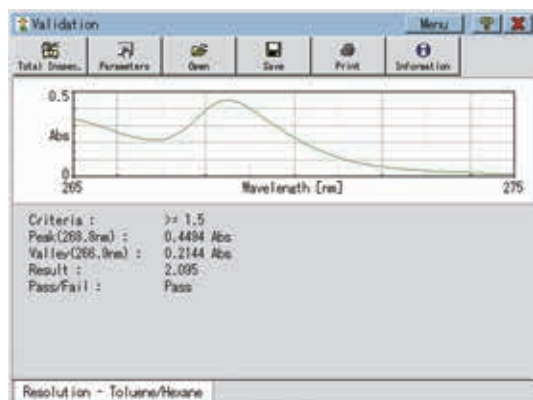 Validation Menu ?
Total Inspec. Parameters Open Save Print Information
0.5
Abs
0
265 Wavelength [nm] 275
Criteria : >= 1.5
Peak(268.8nm) : 0.4494 Abs
Valley(266.9nm) : 0.2144 Abs
Result : 2.095
Pass/Fail : Pass
Resolution - Toluene/Hexane